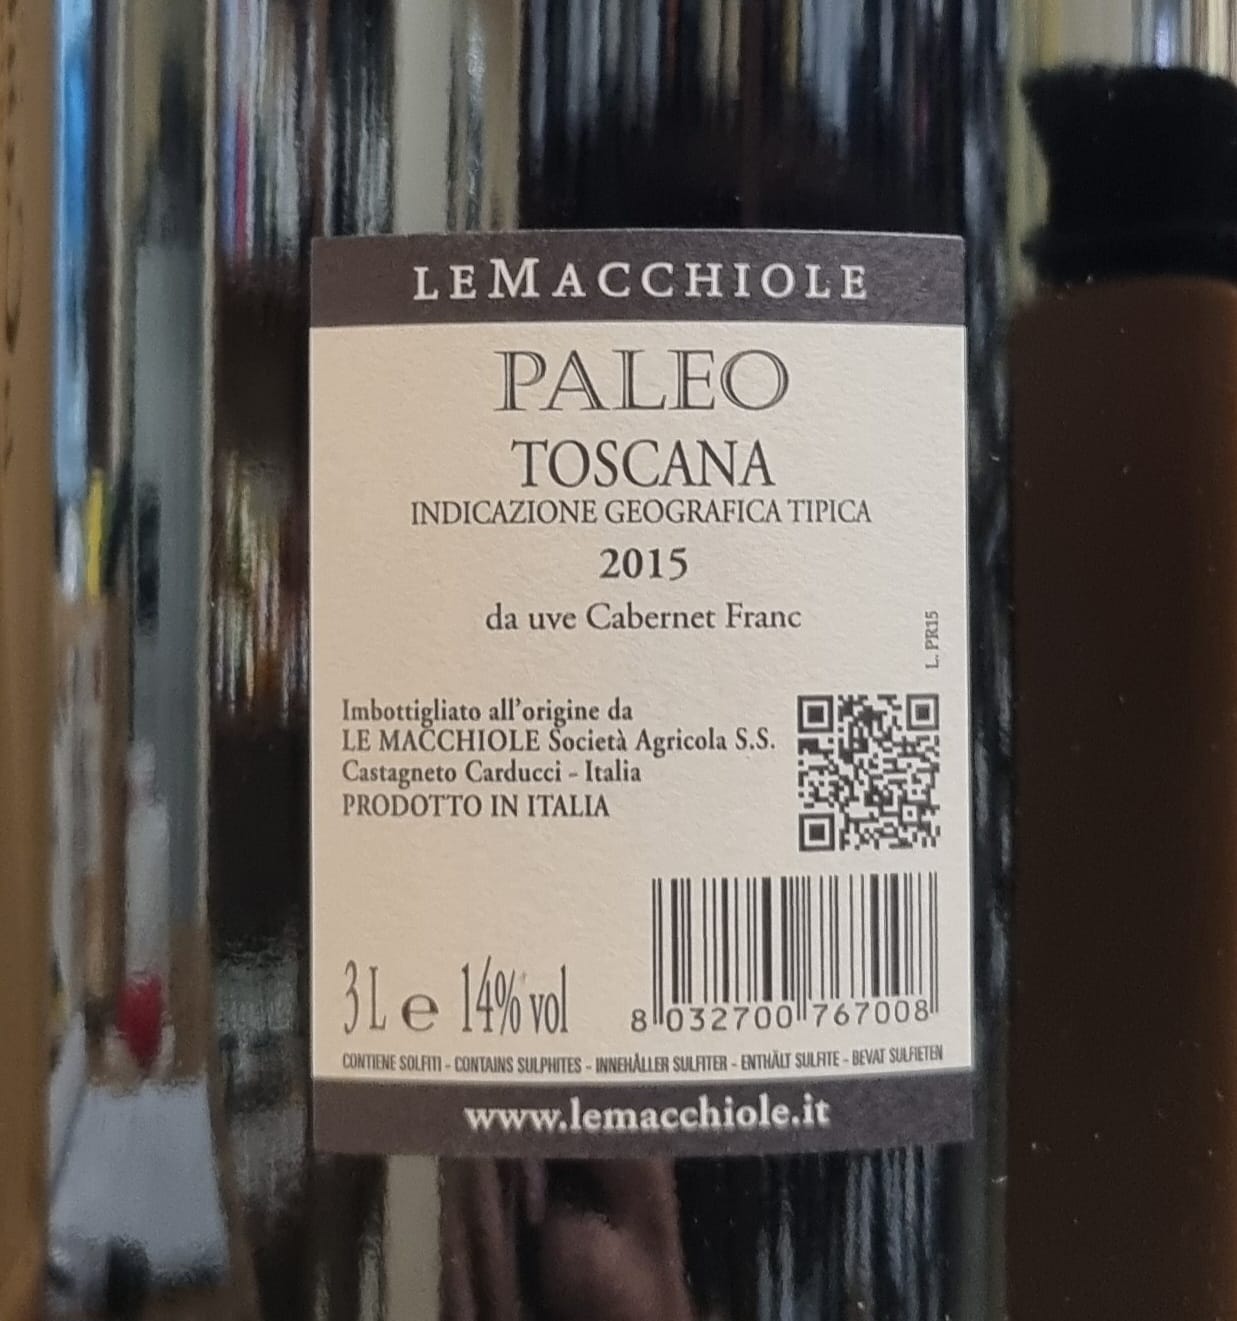 LE MACCHIOLE
PALEO
TOSCANA
INDICAZIONE GEOGRAFICA TIPICA
2015
da uve Cabernet Franc
L. PR15
Imbottigliato all'origine da
LE MACCHIOLE Società Agricola S.S.
Castagneto Carducci - Italia
PRODOTTO IN ITALIA
3 L e 14% vol
8 032700 767008
CONTIENE SOLFITI - CONTAINS SULPHITES - INNEHÅLLER SULFITER - ENTHÄLT SULFITE - BEVAT SULFIETEN
www.lemacchiole.it